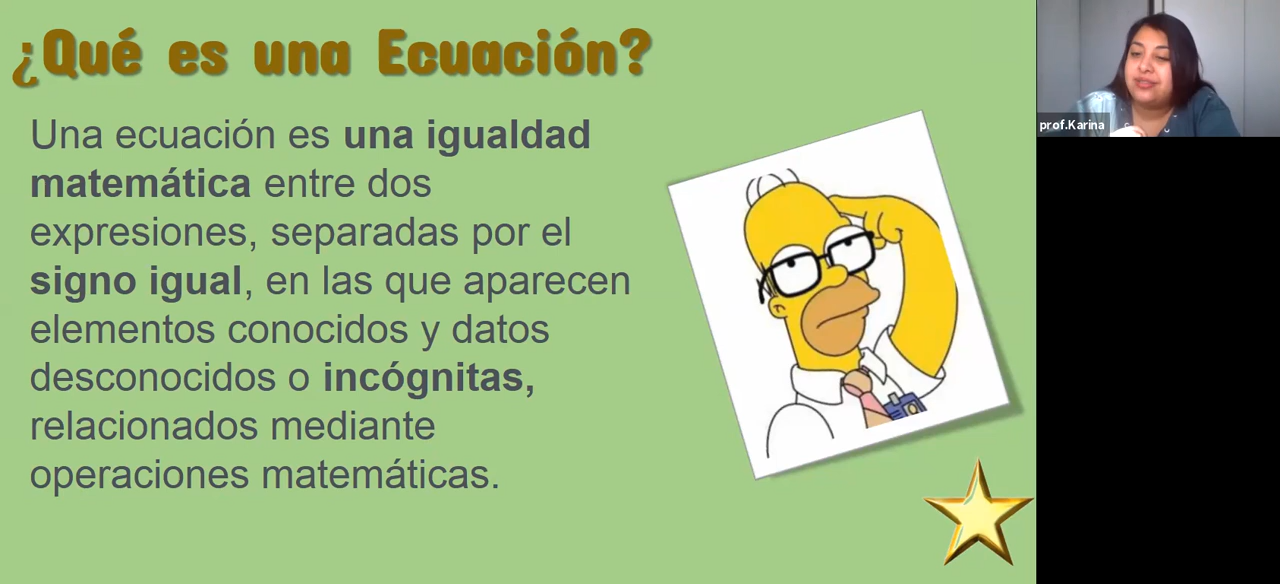 ¿Qué es una Ecuación?
Una ecuación es una igualdad
matemática entre dos
expresiones, separadas por el
signo igual, en las que aparecen
elementos conocidos y datos
desconocidos o incógnitas,
relacionados mediante
operaciones matemáticas.
prof.Karina